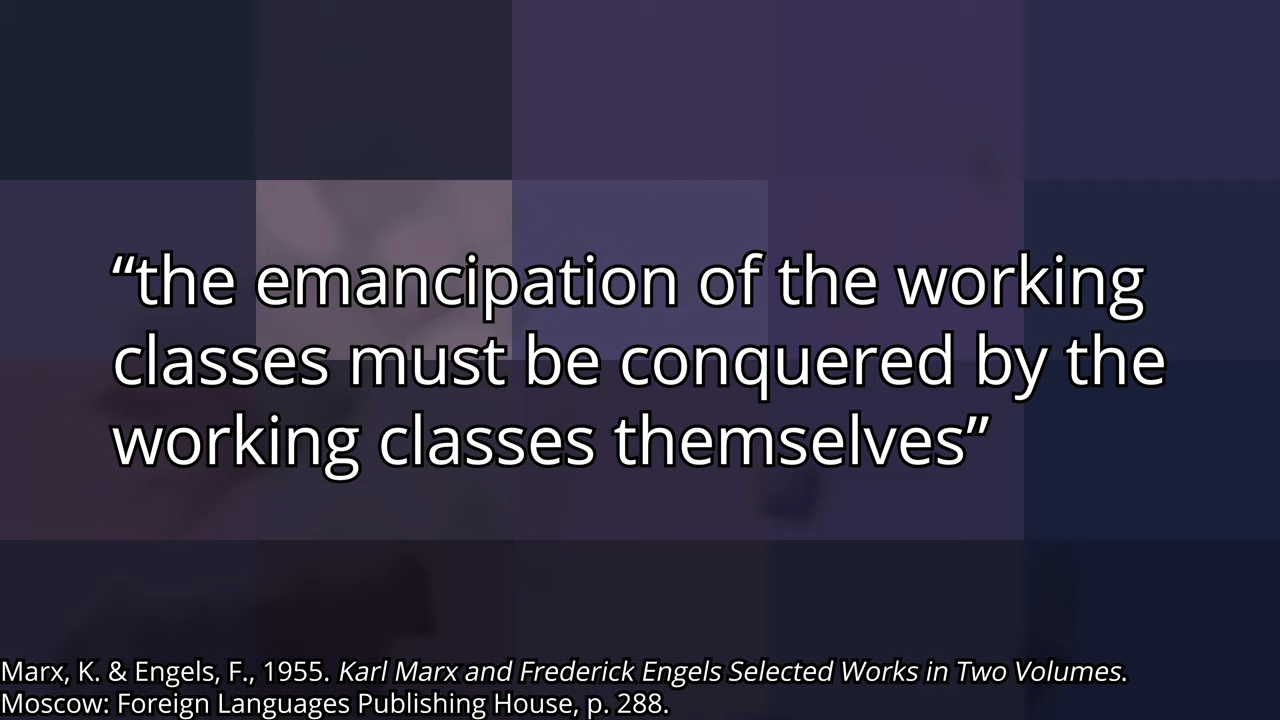 “the emancipation of the working
classes must be conquered by the
working classes themselves”
Marx, K. & Engels, F., 1955. Karl Marx and Frederick Engels Selected Works in Two Volumes.
Moscow: Foreign Languages Publishing House, p. 288.